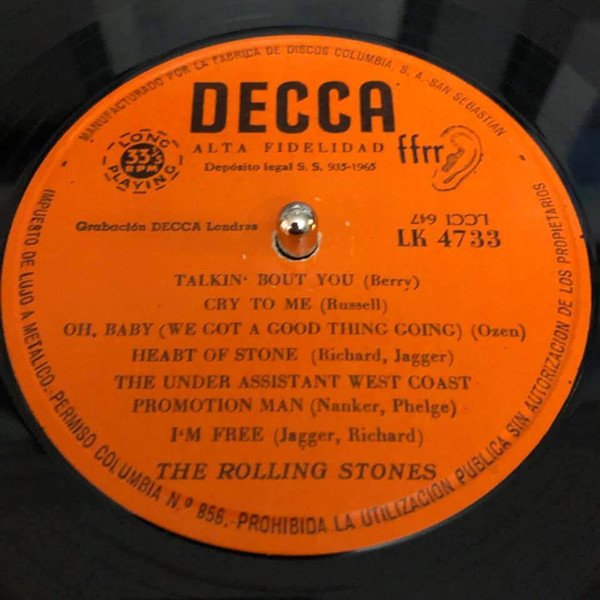 MANUFACTURADO POR LA FABRICA DE DISCOS COLUMBIA, S. A.-SAN SEBASTIAN
DECCA
ALTA FIDELIDAD
ffrr
Depósito legal S. S. 935-1965
LONG PLAYING
33⅓ RPM
Grabación DECCA Londres
LCCI 647
LK 4733
TALKIN' BOUT YOU (Berry)
CRY TO ME (Russell)
OH, BABY (WE GOT A GOOD THING GOING) (Ozen)
HEABT OF STONE (Richard, Jagger)
THE UNDER ASSISTANT WEST COAST
PROMOTION MAN (Nanker, Phelge)
I'M FREE (Jagger, Richard)
THE ROLLING STONES
IMPUESTO DE LUJO A METALICO. PERMISO COLUMBIA N.º 856.-PROHIBIDA LA UTILIZACION PUBLICA SIN AUTORIZACION DE LOS PROPIETARIOS